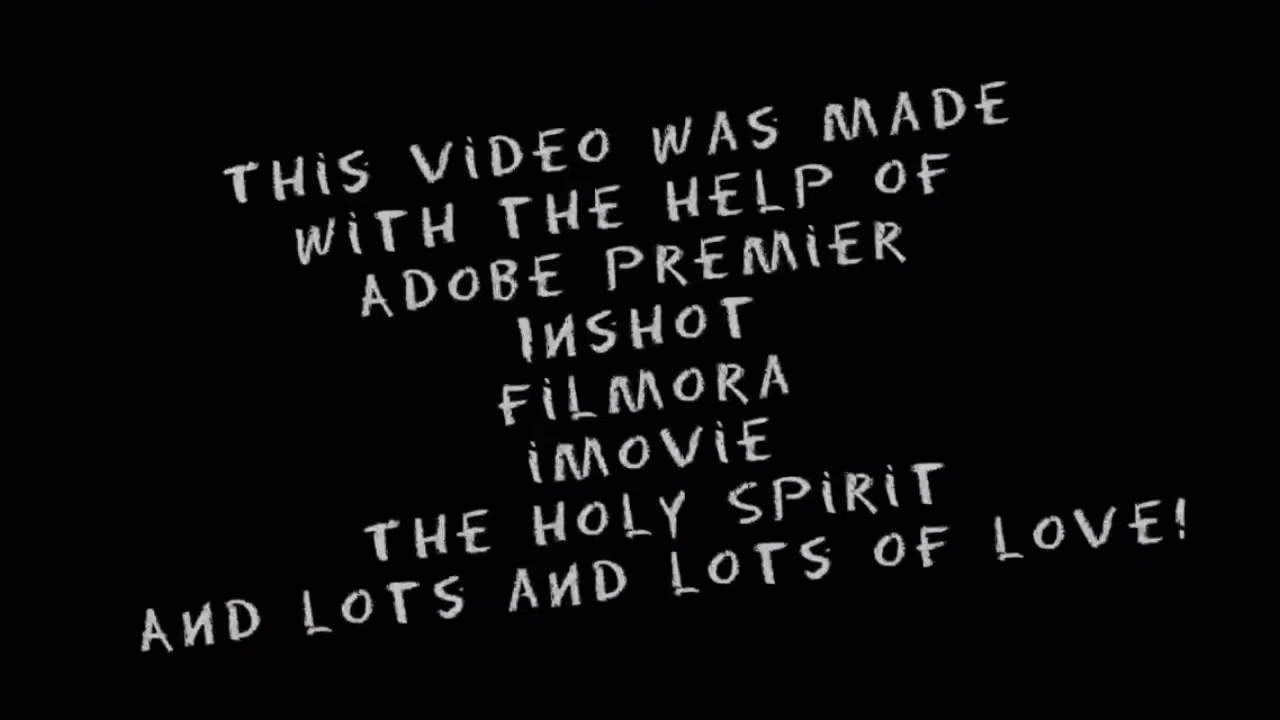 THIS VIDEO WAS MADE
WITH THE HELP OF
ADOBE PREMIER
INSHOT
FILMORA
IMOVIE
THE HOLY SPIRIT
AND LOTS AND LOTS OF LOVE!